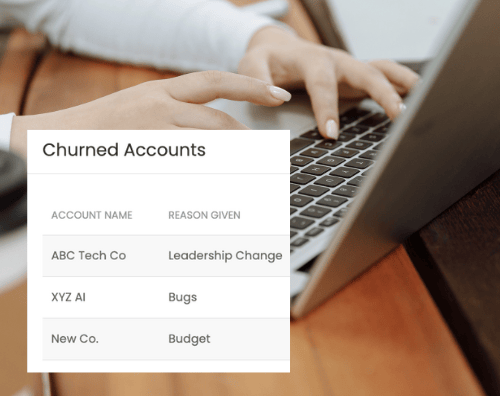 Churned Accounts
ACCOUNT NAME REASON GIVEN
ABC Tech Co Leadership Change
XYZ AI Bugs
New Co. Budget